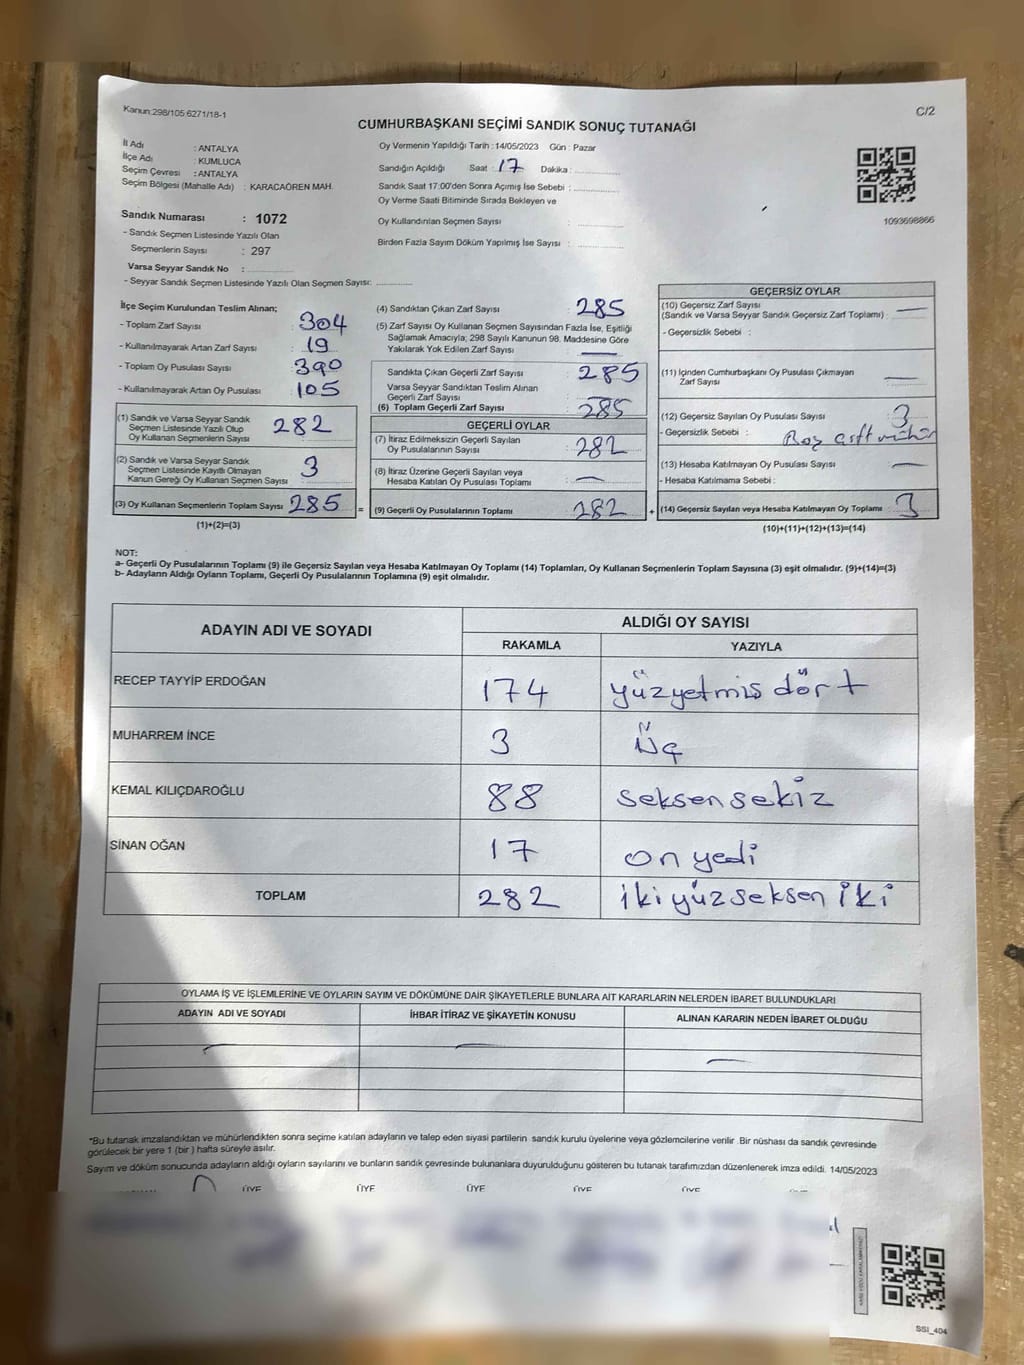 Kanun:298/105 6271/18-1
C/2
CUMHURBAŞKANI SEÇİMİ SANDIK SONUÇ TUTANAĞI
İl Adı : ANTALYA
İlçe Adı : KUMLUCA
Seçim Çevresi : ANTALYA
Seçim Bölgesi (Mahalle Adı) : KARACAÖREN MAH.
Oy Vermenin Yapıldığı Tarih :14/05/2023 Gün : Pazar
Sandığın Açıldığı Saat : 17 Dakika :
Sandık Saat 17:00'den Sonra Açımış İse Sebebi :
Oy Verme Saati Bitiminde Sırada Bekleyen ve
Oy Kullandırılan Seçmen Sayısı :
Birden Fazla Sayım Döküm Yapılmış İse Sayısı :
1093698866
Sandık Numarası : 1072
- Sandık Seçmen Listesinde Yazılı Olan
Seçmenlerin Sayısı : 297
Varsa Seyyar Sandık No :
- Seyyar Sandık Seçmen Listesinde Yazılı Olan Seçmen Sayısı:
İlçe Seçim Kurulundan Teslim Alınan;
- Toplam Zarf Sayısı : 304
- Kullanılmayarak Artan Zarf Sayısı : 19
- Toplam Oy Pusulası Sayısı : 390
- Kullanılmayarak Artan Oy Pusulası : 105
(1) Sandık ve Varsa Seyyar Sandık
Seçmen Listesinde Yazılı Olup
Oy Kullanan Seçmenlerin Sayısı 282
(2) Sandık ve Varsa Seyyar Sandık
Seçmen Listesinde Kayıtlı Olmayan
Kanun Gereği Oy Kullanan Seçmen Sayısı 3
(3) Oy Kullanan Seçmenlerin Toplam Sayısı 285 =
(1)+(2)=(3)
(4) Sandıktan Çıkan Zarf Sayısı 285
(5) Zarf Sayısı Oy Kullanan Seçmen Sayısından Fazla İse, Eşitliği
Sağlamak Amacıyla; 298 Sayılı Kanunun 98. Maddesine Göre
Yakılarak Yok Edilen Zarf Sayısı : —
Sandıkta Çıkan Geçerli Zarf Sayısı : 285
Varsa Seyyar Sandıktan Teslim Alınan
Geçerli Zarf Sayısı : —
(6) Toplam Geçerli Zarf Sayısı : 285
GEÇERLİ OYLAR
(7) İtiraz Edilmeksizin Geçerli Sayılan
Oy Pusulalarının Sayısı : 282
(8) İtiraz Üzerine Geçerli Sayılan veya
Hesaba Katılan Oy Pusulası Toplamı : —
(9) Geçerli Oy Pusulalarının Toplamı : 282 +
GEÇERSİZ OYLAR
(10) Geçersiz Zarf Sayısı
(Sandık ve Varsa Seyyar Sandık Geçersiz Zarf Toplamı) : —
- Geçersizlik Sebebi :
(11) İçinden Cumhurbaşkanı Oy Pusulası Çıkmayan
Zarf Sayısı : —
(12) Geçersiz Sayılan Oy Pusulası Sayısı : 3
- Geçersizlik Sebebi : Boş çift mühür
(13) Hesaba Katılmayan Oy Pusulası Sayısı : —
- Hesaba Katılmama Sebebi :
(14) Geçersiz Sayılan veya Hesaba Katılmayan Oy Toplamı : 3
(10)+(11)+(12)+(13)=(14)
NOT:
a- Geçerli Oy Pusulalarının Toplamı (9) ile Geçersiz Sayılan veya Hesaba Katılmayan Oy Toplamı (14) Toplamları, Oy Kullanan Seçmenlerin Toplam Sayısına (3) eşit olmalıdır. (9)+(14)=(3)
b- Adayların Aldığı Oyların Toplamı, Geçerli Oy Pusulalarının Toplamına (9) eşit olmalıdır.
ADAYIN ADI VE SOYADI
ALDIĞI OY SAYISI
RAKAMLA YAZIYLA
RECEP TAYYİP ERDOĞAN 174 yüzyetmiş dört
MUHARREM İNCE 3 üç
KEMAL KILIÇDAROĞLU 88 seksen sekiz
SİNAN OĞAN 17 on yedi
TOPLAM 282 ikiyüzseksen iki
OYLAMA İŞ VE İŞLEMLERİNE VE OYLARIN SAYIM VE DÖKÜMÜNE DAİR ŞİKAYETLERLE BUNLARA AİT KARARLARIN NELERDEN İBARET BULUNDUKLARI
ADAYIN ADI VE SOYADI İHBAR İTİRAZ VE ŞİKAYETİN KONUSU ALINAN KARARIN NEDEN İBARET OLDUĞU
— — —
*Bu tutanak imzalandıktan ve mühürlendikten sonra seçime katılan adayların ve talep eden siyasi partilerin sandık kurulu üyelerine veya gözlemcilerine verilir .Bir nüshası da sandık çevresinde
görülecek bir yere 1 (bir ) hafta süreyle asılır.
Sayım ve döküm sonucunda adayların aldığı oyların sayılarını ve bunların sandık çevresinde bulunanlara duyurulduğunu gösteren bu tutanak tarafımızdan düzenlenerek imza edildi. 14/05/2023
ÜYE ÜYE ÜYE ÜYE ÜYE
SSI_404